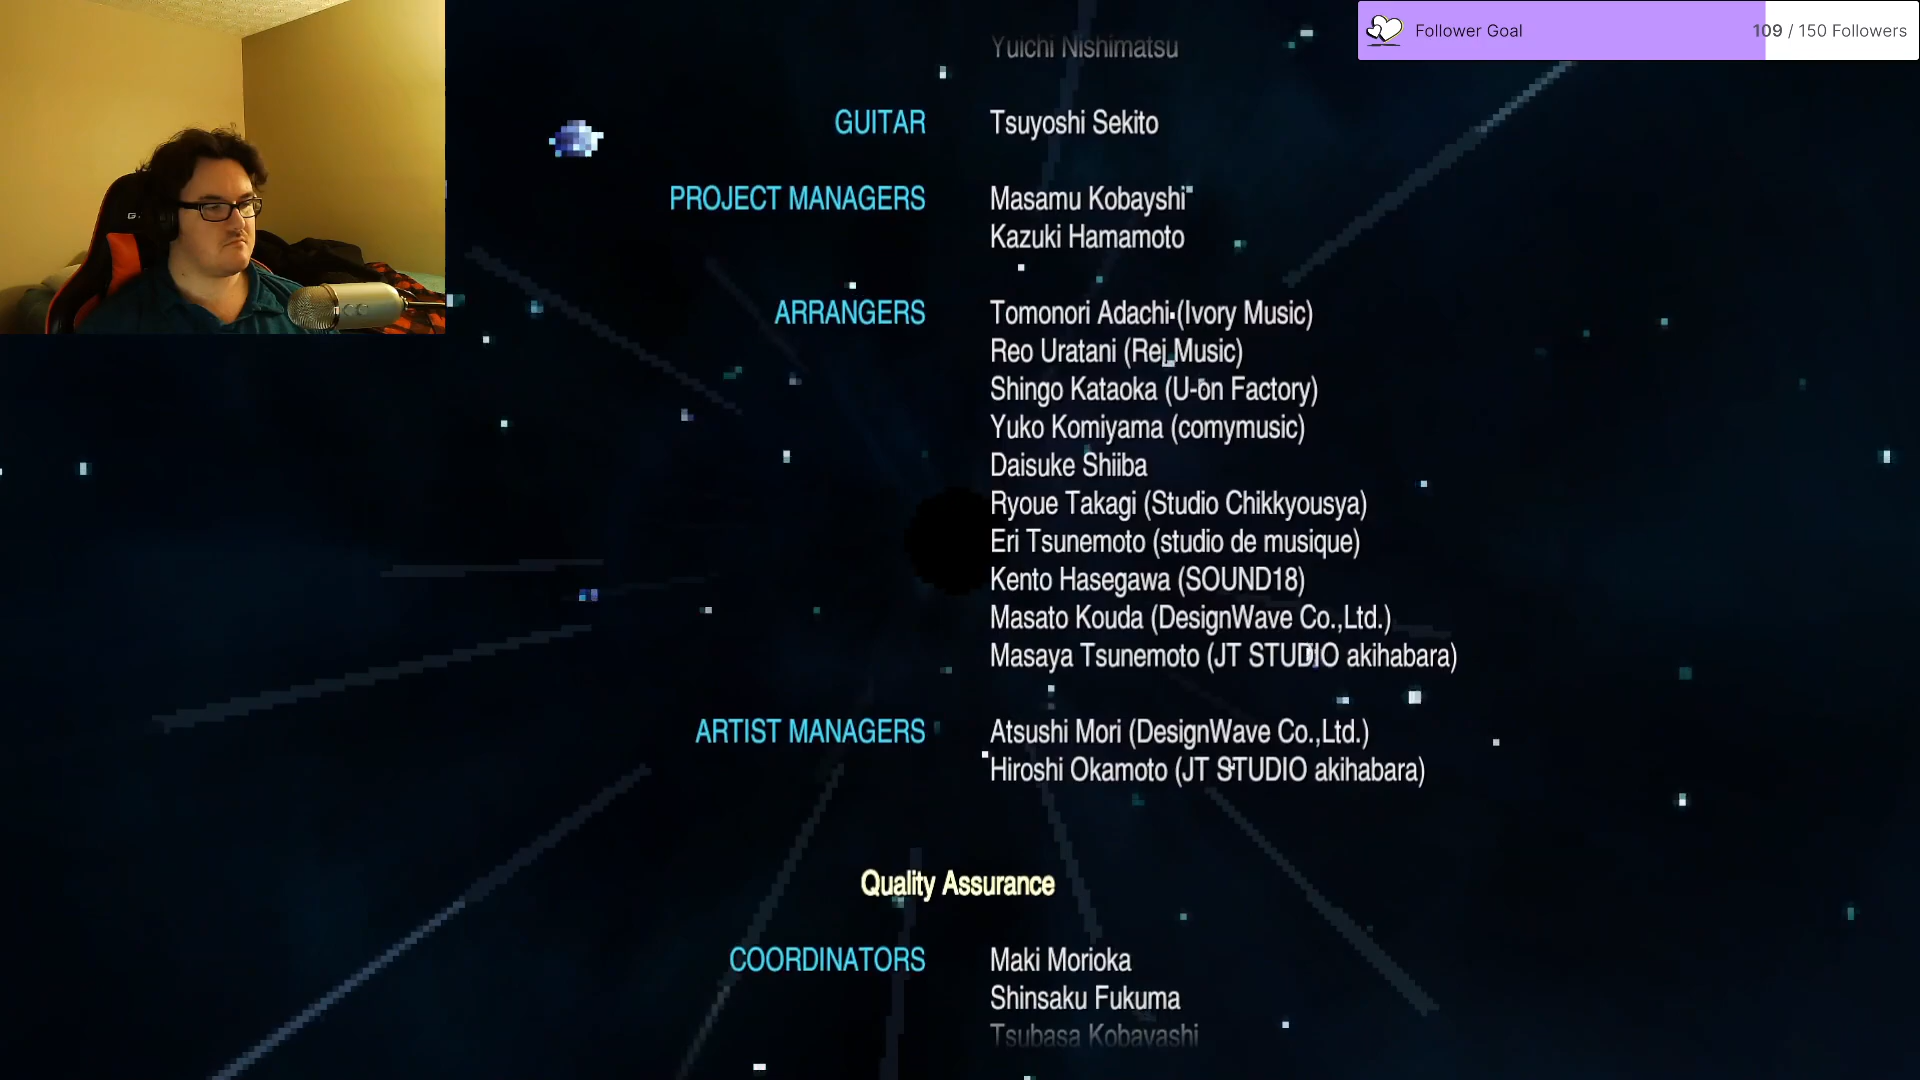 Follower Goal 109 / 150 Followers
Yuichi Nishimatsu
GUITAR Tsuyoshi Sekito
PROJECT MANAGERS Masamu Kobayshi
Kazuki Hamamoto
ARRANGERS Tomonori Adachi (Ivory Music)
Reo Uratani (Rei Music)
Shingo Kataoka (U-on Factory)
Yuko Komiyama (comymusic)
Daisuke Shiiba
Ryoue Takagi (Studio Chikkyousya)
Eri Tsunemoto (studio de musique)
Kento Hasegawa (SOUND18)
Masato Kouda (DesignWave Co.,Ltd.)
Masaya Tsunemoto (JT STUDIO akihabara)
ARTIST MANAGERS Atsushi Mori (DesignWave Co.,Ltd.)
Hiroshi Okamoto (JT STUDIO akihabara)
Quality Assurance
COORDINATORS Maki Morioka
Shinsaku Fukuma
Tsubasa Kobayashi